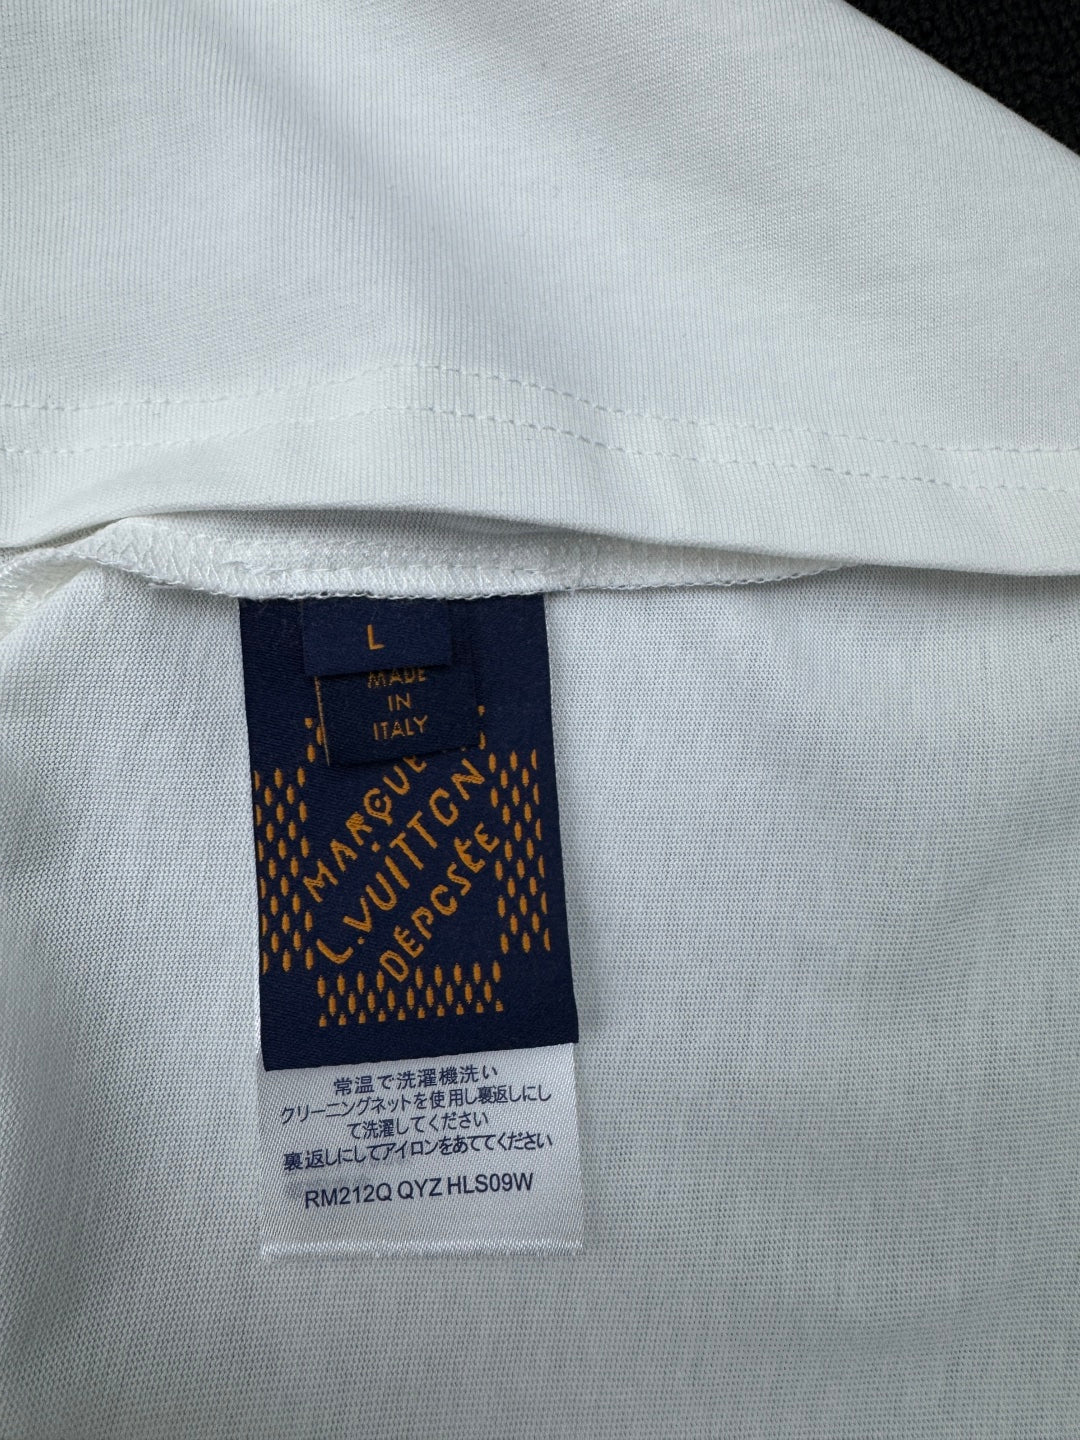 L
MADE
IN
ITALY
MARQUE
L.VUITTON
DEPOSÉE
常温で洗濯機洗い
クリーニングネットを使用し裏返しにし
て洗濯してください
裏返しにしてアイロンをあててください
RM212Q QYZ HLS09W